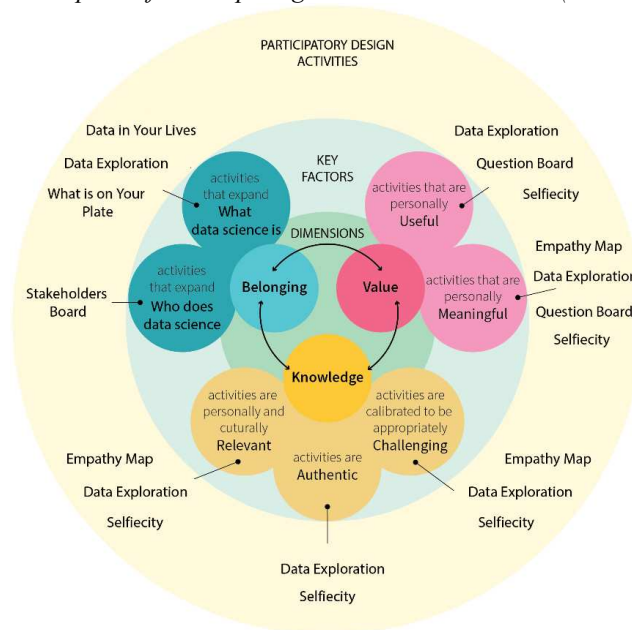 PARTICIPATORY DESIGN
ACTIVITIES
Data in Your Lives
Data Exploration
What is on Your
Plate
Stakeholders
Board
KEY
FACTORS
DIMENSIONS
activities
that expand
What
data science is
activities
that expand
Who does
data science
Belonging
Value
Knowledge
activities that are
personally
Useful
activities that are
personally
Meaningful
Data Exploration
Question Board
Selfiecity
Empathy Map
Data Exploration
Question Board
Selfiecity
activities are
personally and
cuturally
Relevant
activities are
Authentic
activities are
calibrated to be
appropriately
Challenging
Empathy Map
Data Exploration
Selfiecity
Data Exploration
Selfiecity
Empathy Map
Data Exploration
Selfiecity